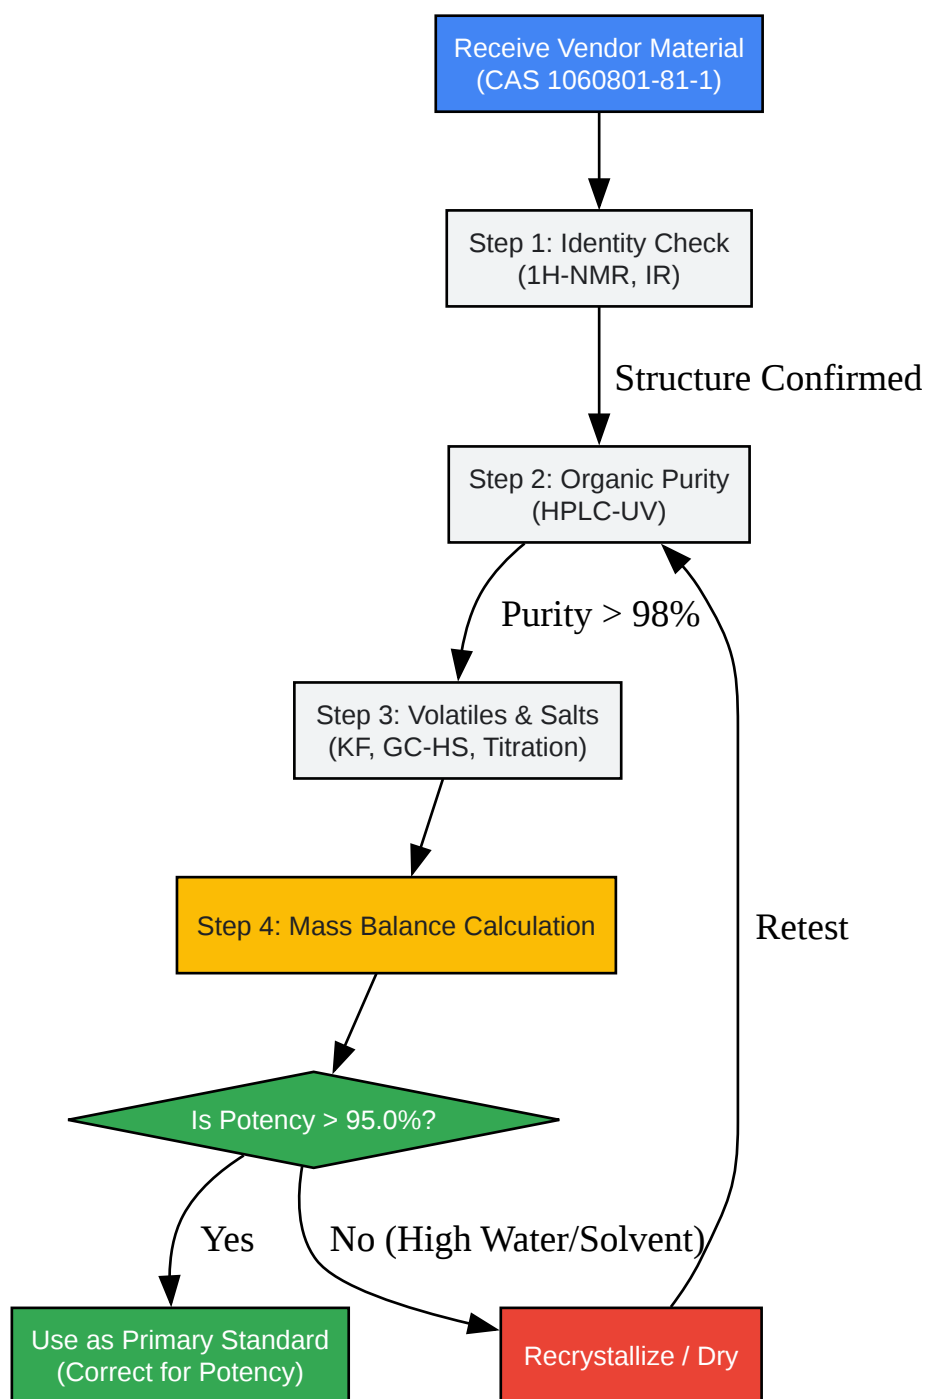 Receive Vendor Material
(CAS 1060801-81-1)
Step 1: Identity Check
(1H-NMR, IR)
Structure Confirmed
Step 2: Organic Purity
(HPLC-UV)
Purity > 98%
Step 3: Volatiles & Salts
(KF, GC-HS, Titration)
Step 4: Mass Balance Calculation
Retest
Is Potency > 95.0%?
Yes
No (High Water/Solvent)
Use as Primary Standard
(Correct for Potency)
Recrystallize / Dry